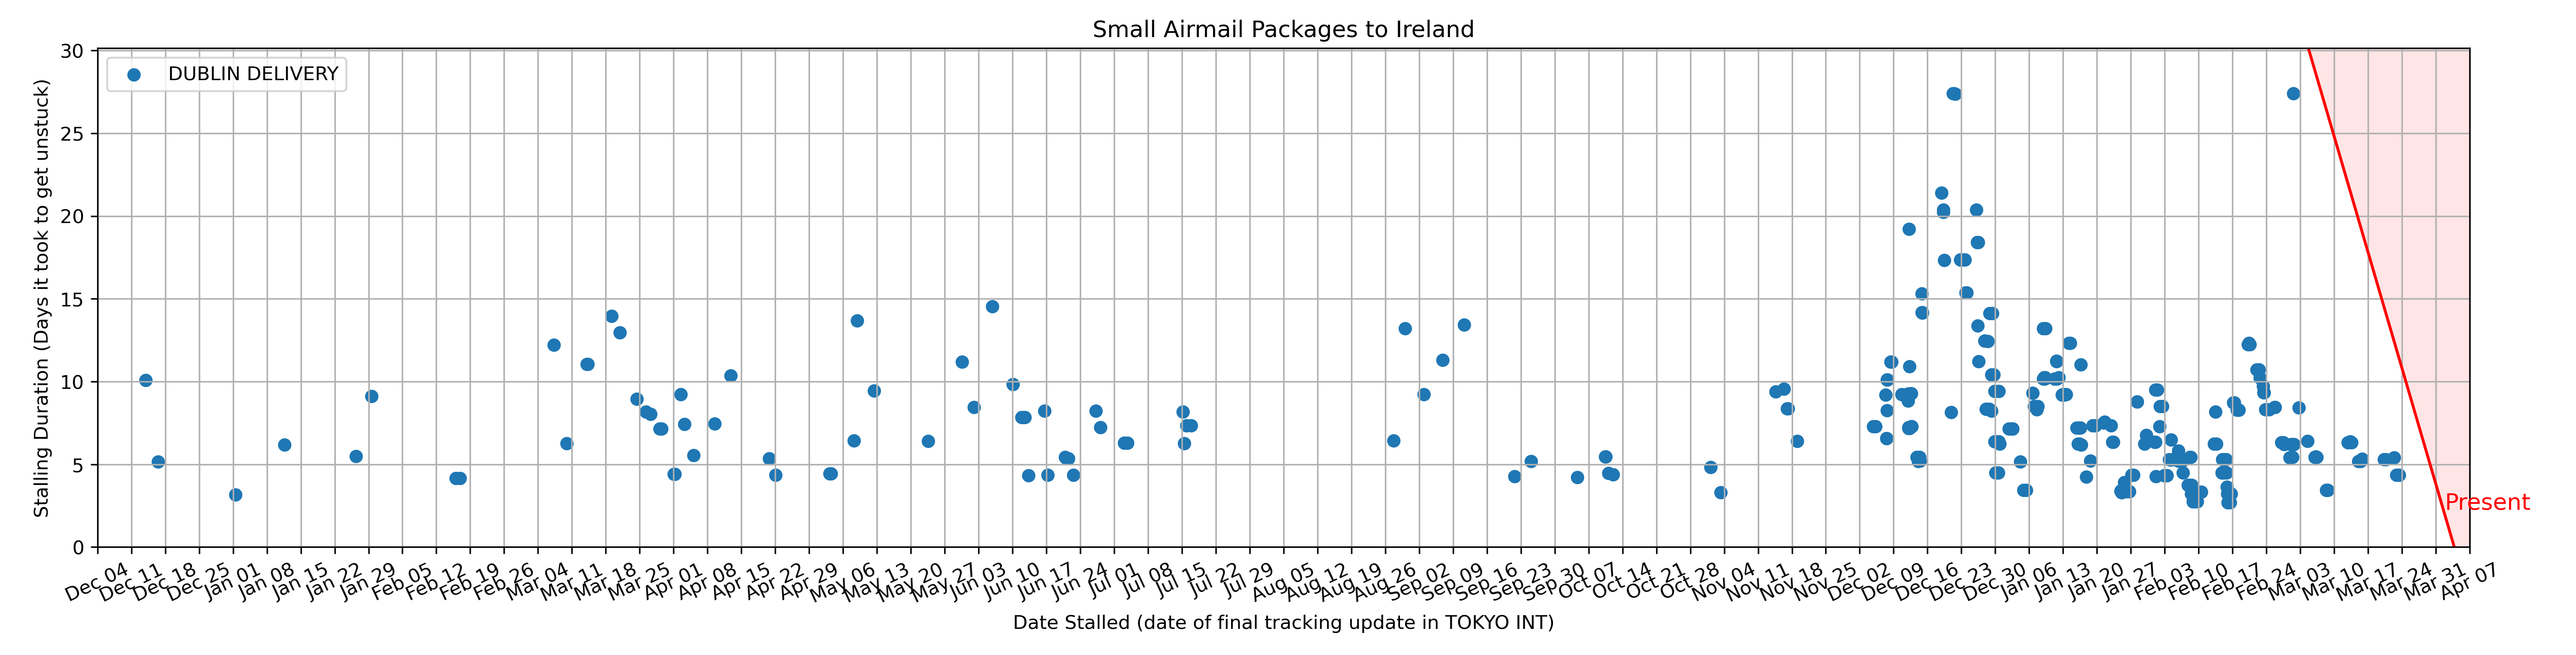 Small Airmail Packages to Ireland
DUBLIN DELIVERY
Stalling Duration (Days it took to get unstuck)
30
25
20
15
10
5
0
Present
Dec 04 Dec 11 Dec 18 Dec 25 Jan 01 Jan 08 Jan 15 Jan 22 Jan 29 Feb 05 Feb 12 Feb 19 Feb 26 Mar 04 Mar 11 Mar 18 Mar 25 Apr 01 Apr 08 Apr 15 Apr 22 Apr 29 May 06 May 13 May 20 May 27 Jun 03 Jun 10 Jun 17 Jun 24 Jul 01 Jul 08 Jul 15 Jul 22 Jul 29 Aug 05 Aug 12 Aug 19 Aug 26 Sep 02 Sep 09 Sep 16 Sep 23 Sep 30 Oct 07 Oct 14 Oct 21 Oct 28 Nov 04 Nov 11 Nov 18 Nov 25 Dec 02 Dec 09 Dec 16 Dec 23 Dec 30 Jan 06 Jan 13 Jan 20 Jan 27 Feb 03 Feb 10 Feb 17 Feb 24 Mar 03 Mar 10 Mar 17 Mar 24 Mar 31 Apr 07
Date Stalled (date of final tracking update in TOKYO INT)